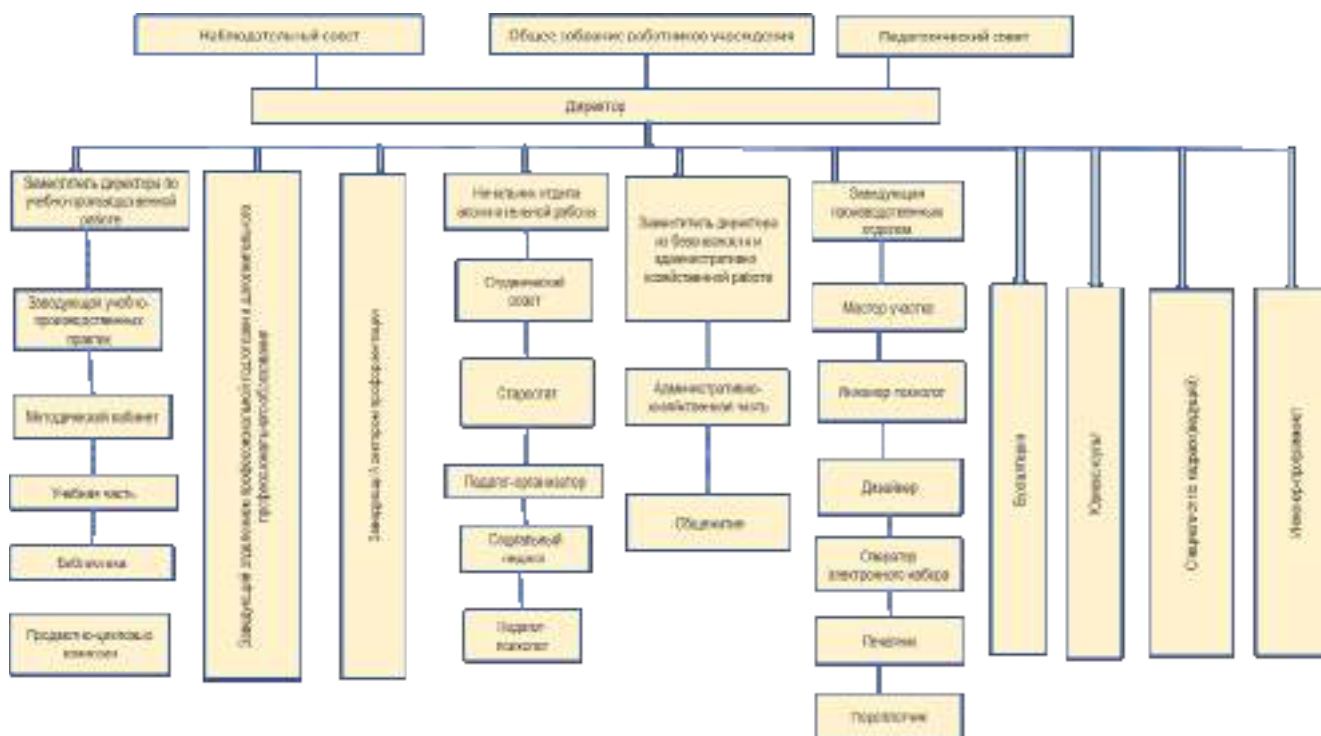 Наблюдательный совет
Общее собрание работников учреждения
Педагогический совет
Директор
Заместитель директора по
учебно-производственной
работе
Заведующая учебно-
производственных
практик
Методический кабинет
Учебная часть
Библиотека
Предметно-цикловые
комиссии
Заведующий отделением профессиональной подготовки и дополнительного
профессионального образования
Заведующий сектором профориентации
Начальник отдела
воспитательной работы
Студенческий
совет
Старостат
Педагог-организатор
Социальный
педагог
Педагог-
психолог
Заместитель директора
по безопасности и
административно
хозяйственной работе
Административно-
хозяйственная часть
Общежитие
Заведующая
производственным
отделом
Мастер участка
Инженер технолог
Дизайнер
Оператор
электронного набора
Печатник
Переплетчик
Бухгалтерия
Юрисконсульт
Специалист по кадрам(ведущий)
Инженер-программист